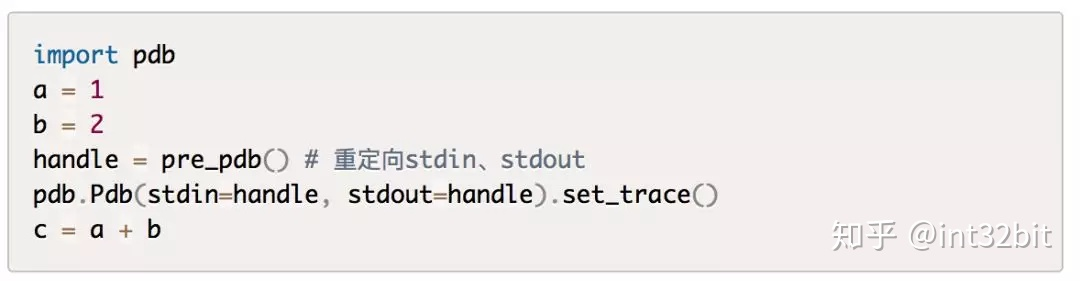 import pdb
a = 1
b = 2
handle = pre_pdb() # 重定向stdin、stdout
pdb.Pdb(stdin=handle, stdout=handle).set_trace()
c = a + b
知乎 @int32bit